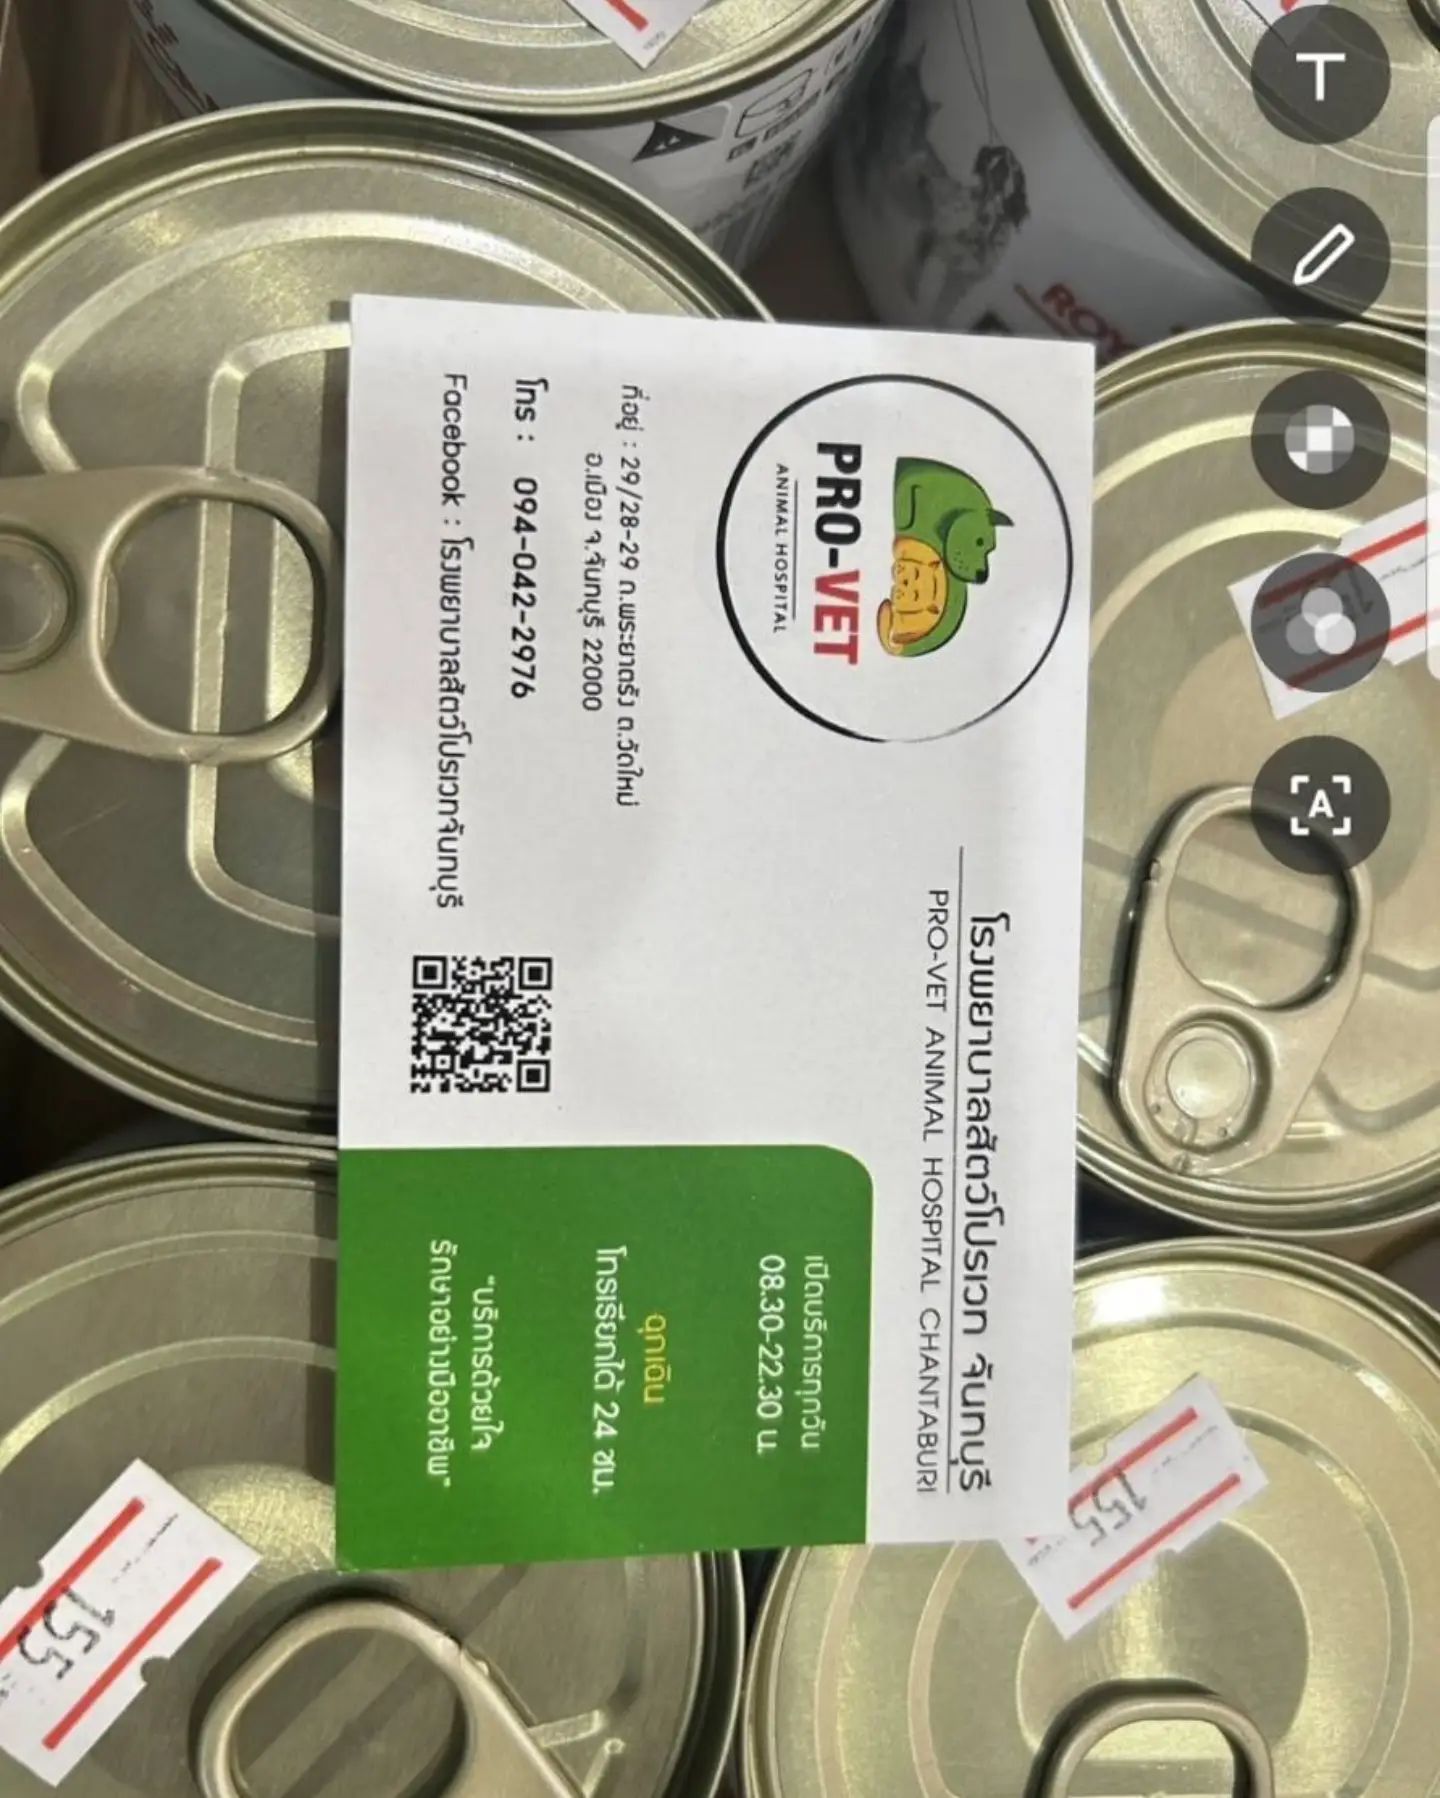 PRO-VET
ANIMAL HOSPITAL
โรงพยาบาลสัตว์โปรเวท จันทบุรี
PRO-VET ANIMAL HOSPITAL CHANTABURI
ที่อยู่ : 29/28-29 ถ.พระยาตรัง ต.วัดใหม่
อ.เมือง จ.จันทบุรี 22000
โทร : 094-042-2976
Facebook : โรงพยาบาลสัตว์โปรเวทจันทบุรี
เปิดบริการทุกวัน
08.30-22.30 น.
ฉุกเฉิน
โทรเรียกได้ 24 ชม.
"บริการด้วยใจ
รักษาอย่างมืออาชีพ"
155
155
T
A